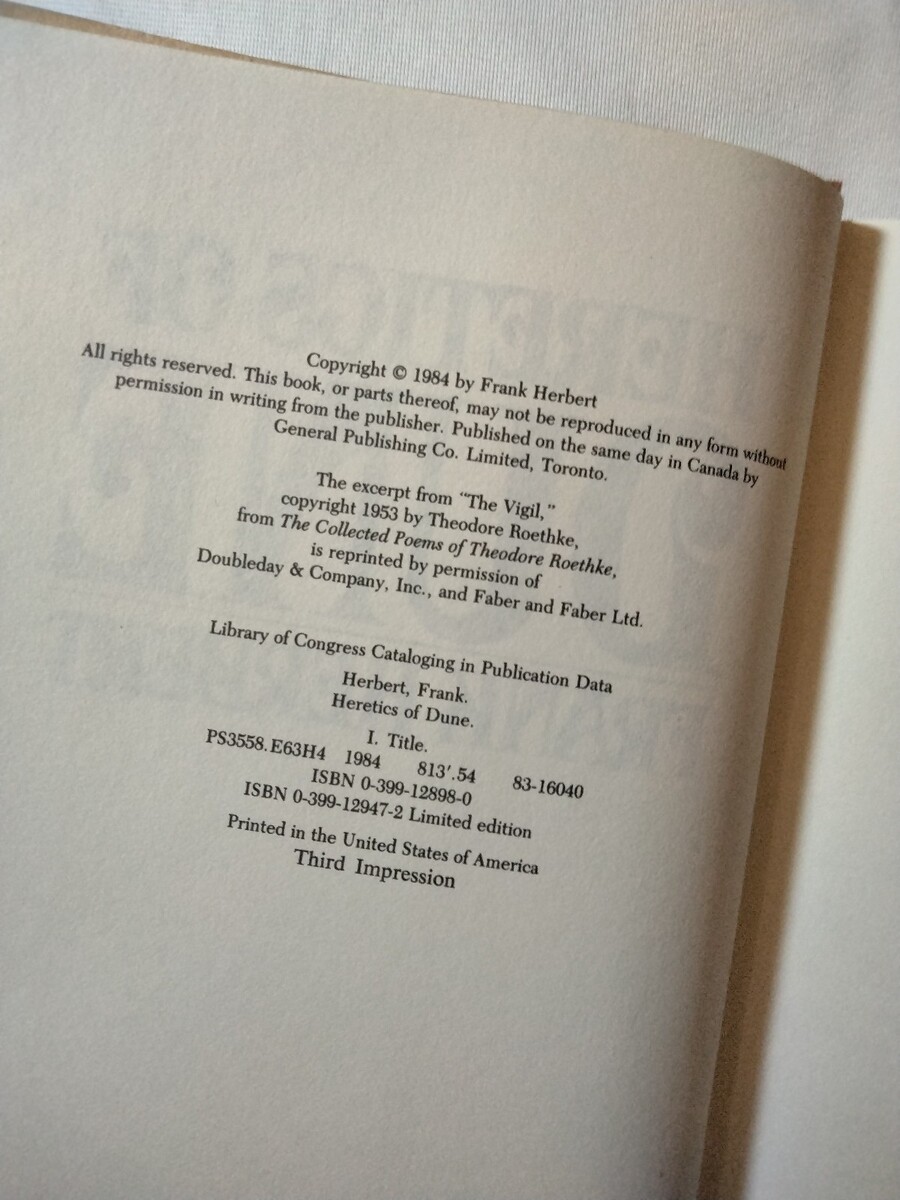 Copyright © 1984 by Frank Herbert
All rights reserved. This book, or parts thereof, may not be reproduced in any form without
permission in writing from the publisher. Published on the same day in Canada by
General Publishing Co. Limited, Toronto.
The excerpt from "The Vigil,"
copyright 1953 by Theodore Roethke,
from The Collected Poems of Theodore Roethke,
is reprinted by permission of
Doubleday & Company, Inc., and Faber and Faber Ltd.
Library of Congress Cataloging in Publication Data
Herbert, Frank.
Heretics of Dune.
I. Title.
PS3558.E63H4 1984 813'.54 83-16040
ISBN 0-399-12898-0
ISBN 0-399-12947-2 Limited edition
Printed in the United States of America
Third Impression